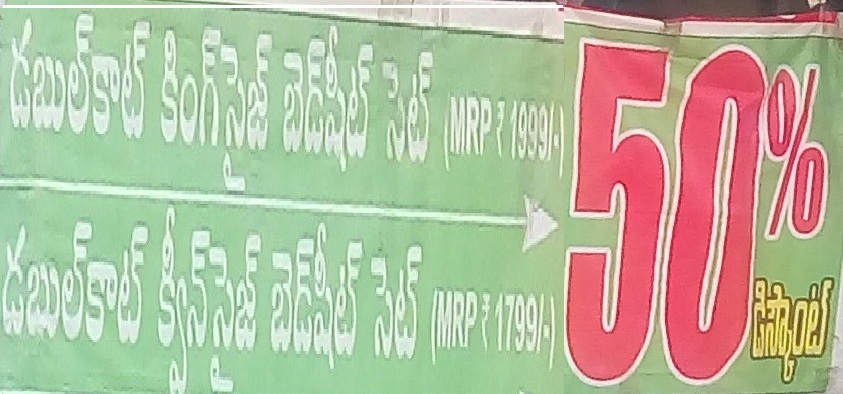 డబుల్‌కాట్ కింగ్‌సైజ్ బెడ్‌షీట్ సెట్ (MRP ₹ 1999/-)
డబుల్‌కాట్ క్వీన్‌సైజ్ బెడ్‌షీట్ సెట్ (MRP ₹ 1799/-)
50%
డిస్కౌంట్